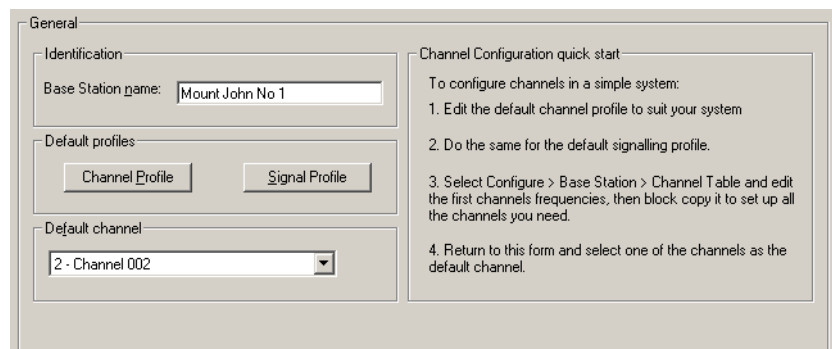 General
Identification
Base Station name:
Mount John No 1
Default profiles
Channel Profile
Signal Profile
Default channel
2 - Channel 002
Channel Configuration quick start
To configure channels in a simple system:
1. Edit the default channel profile to suit your system
2. Do the same for the default signalling profile.
3. Select Configure > Base Station > Channel Table and edit
the first channels frequencies, then block copy it to set up all
the channels you need.
4. Return to this form and select one of the channels as the
default channel.